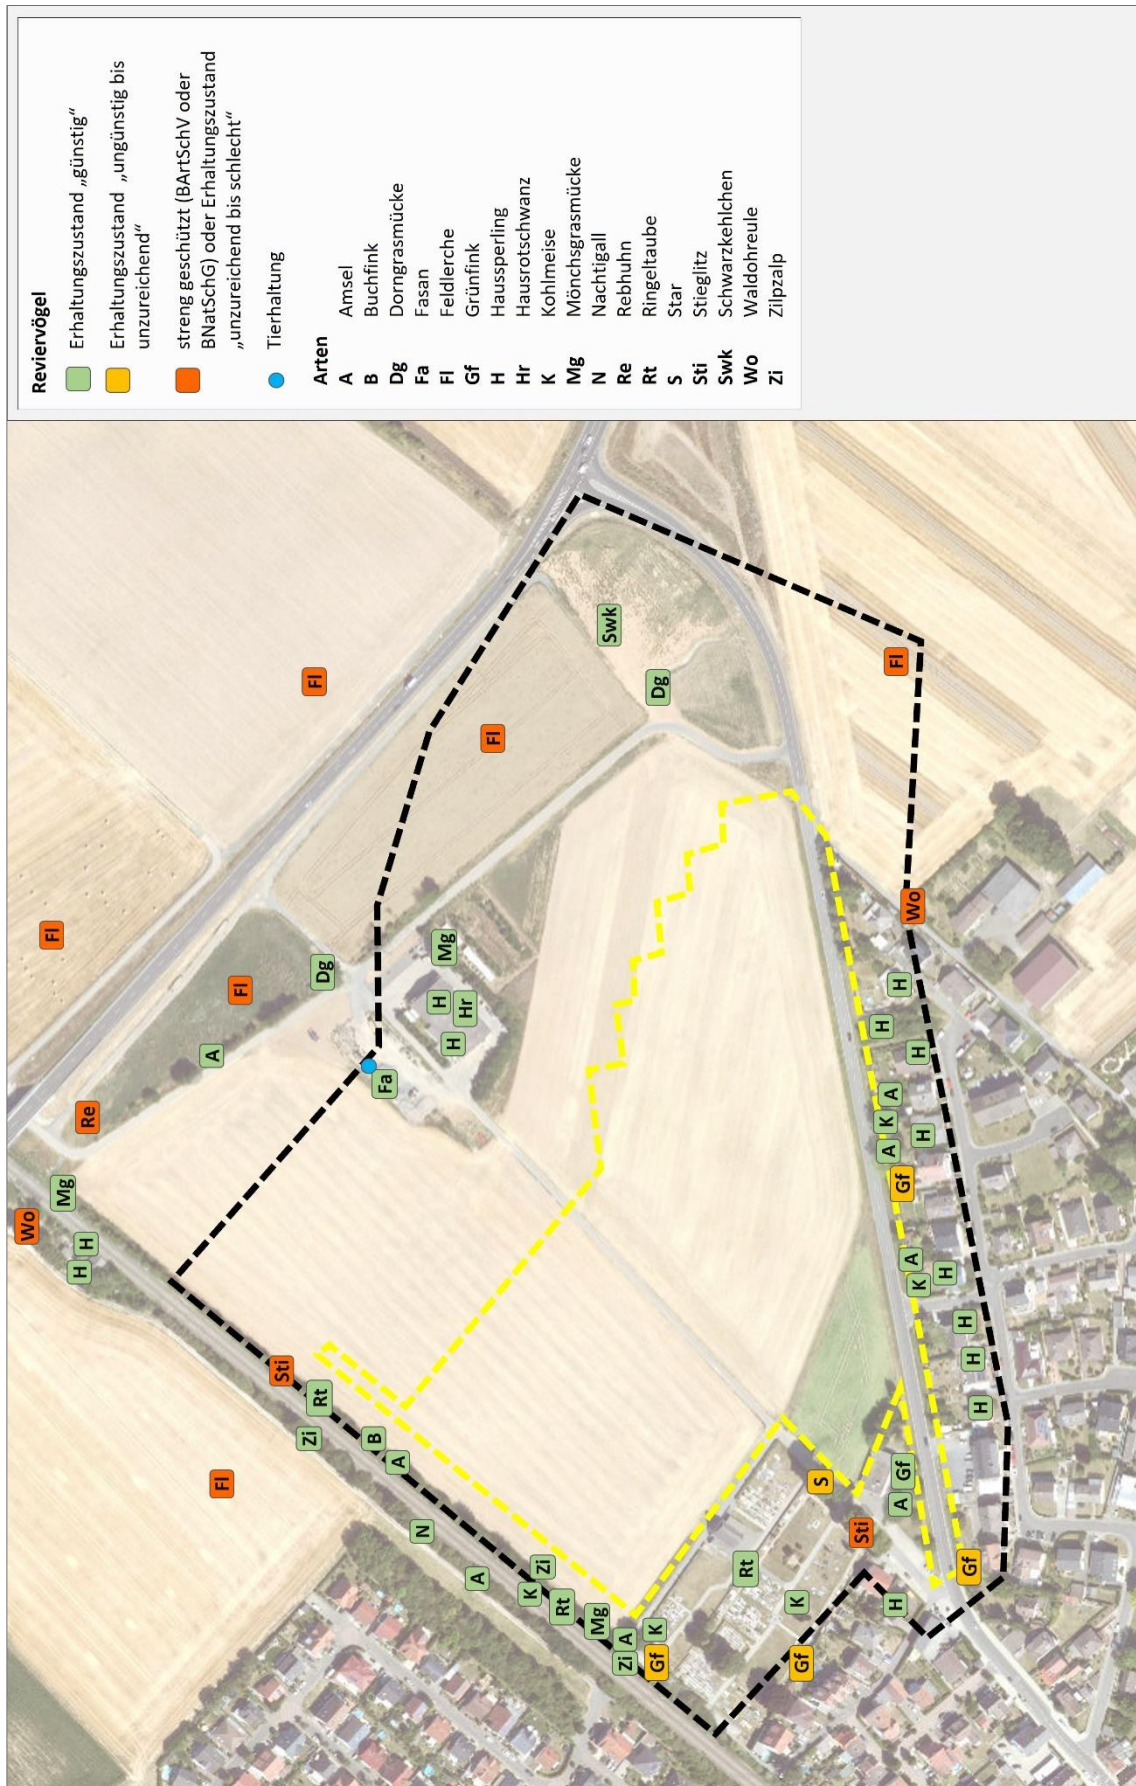 Wo
Fl
Mg
H
H
Re
A
Fl
Fl
Sti
Zi
Fl
Rt
Dg
B
Fa
A
N
H
Mg
H
Hr
A
Fl
K
Zi
Rt
Mg
Swk
Zi
A
K
Gf
Dg
Rt
K
Gf
S
Sti
H
K
A
A
H
Fl
H
A
Gf
Gf
A
Wo
H
K
H
H
H
Gf
H
H
Reviervögel
Erhaltungszustand „günstig“
Erhaltungszustand „ungünstig bis
unzureichend“
streng geschützt (BArtSchV oder
BNatSchG) oder Erhaltungszustand
„unzureichend bis schlecht“
Tierhaltung
Arten
A Amsel
B Buchfink
Dg Dorngrasmücke
Fa Fasan
Fl Feldlerche
Gf Grünfink
H Haussperling
Hr Hausrotschwanz
K Kohlmeise
Mg Mönchsgrasmücke
N Nachtigall
Re Rebhuhn
Rt Ringeltaube
S Star
Sti Stieglitz
Swk Schwarzkehlchen
Wo Waldohreule
Zi Zilpzalp